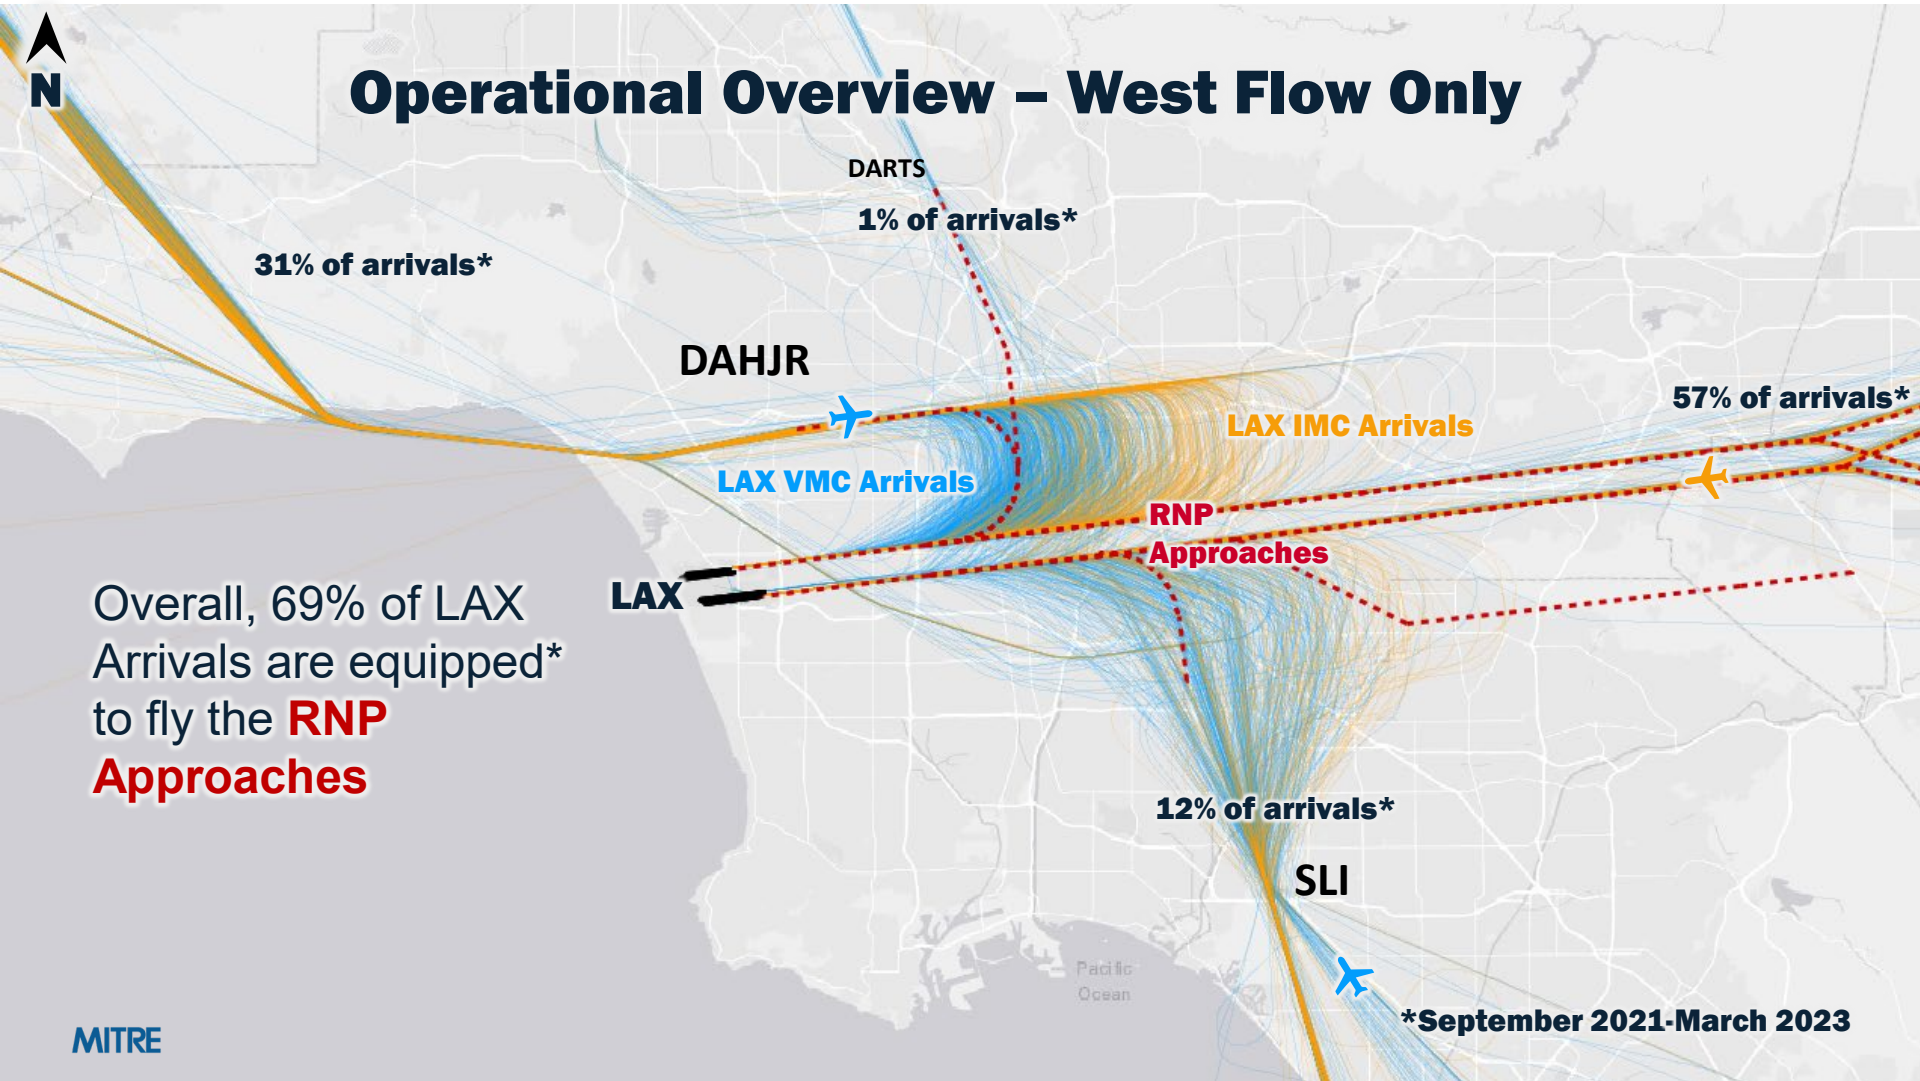 N
Operational Overview – West Flow Only
DARTS
1% of arrivals*
31% of arrivals*
DAHJR
57% of arrivals*
LAX IMC Arrivals
LAX VMC Arrivals
RNP
Approaches
LAX
Overall, 69% of LAX
Arrivals are equipped*
to fly the RNP
Approaches
12% of arrivals*
SLI
Pacific
Ocean
*September 2021-March 2023
MITRE